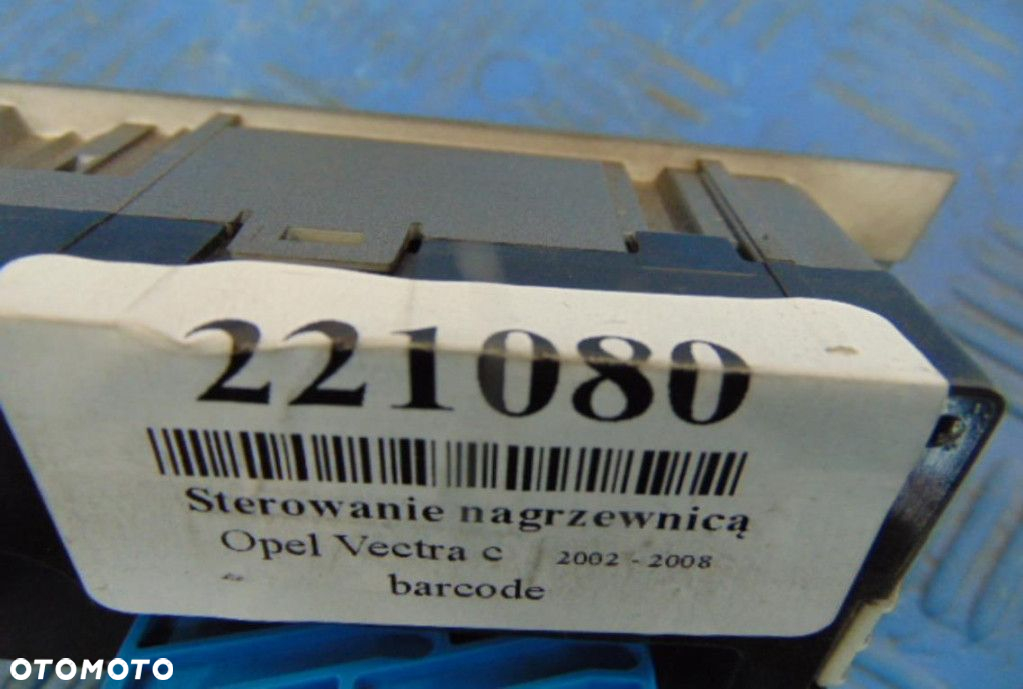 221080
Sterowanie nagrzewnicą
Opel Vectra c 2002 - 2008
barcode
OTOMOTO